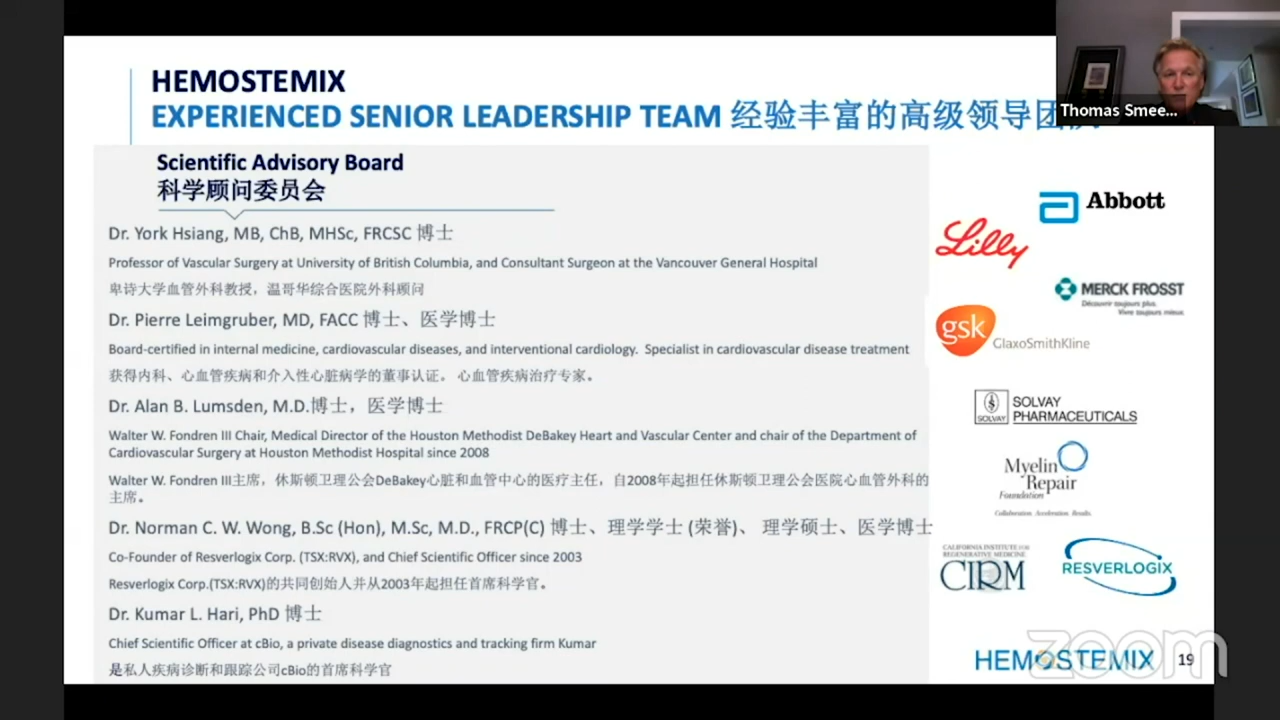 HEMOSTEMIX
EXPERIENCED SENIOR LEADERSHIP TEAM 经验丰富的高级领导团队
Thomas Smee...
Scientific Advisory Board
科学顾问委员会
Dr. York Hsiang, MB, ChB, MHSc, FRCSC 博士
Professor of Vascular Surgery at University of British Columbia, and Consultant Surgeon at the Vancouver General Hospital
卑诗大学血管外科教授，温哥华综合医院外科顾问
Dr. Pierre Leimgruber, MD, FACC 博士、医学博士
Board-certified in internal medicine, cardiovascular diseases, and interventional cardiology. Specialist in cardiovascular disease treatment
获得内科、心血管疾病和介入性心脏病学的董事认证。 心血管疾病治疗专家。
Dr. Alan B. Lumsden, M.D.博士，医学博士
Walter W. Fondren III Chair, Medical Director of the Houston Methodist DeBakey Heart and Vascular Center and chair of the Department of
Cardiovascular Surgery at Houston Methodist Hospital since 2008
Walter W. Fondren III主席，休斯顿卫理公会DeBakey心脏和血管中心的医疗主任，自2008年起担任休斯顿卫理公会医院心血管外科的
主席。
Dr. Norman C. W. Wong, B.Sc (Hon), M.Sc, M.D., FRCP(C) 博士、理学学士 (荣誉)、 理学硕士、医学博士
Co-Founder of Resverlogix Corp. (TSX:RVX), and Chief Scientific Officer since 2003
Resverlogix Corp.(TSX:RVX)的共同创始人并从2003年起担任首席科学官。
Dr. Kumar L. Hari, PhD 博士
Chief Scientific Officer at cBio, a private disease diagnostics and tracking firm Kumar
是私人疾病诊断和跟踪公司cBio的首席科学官
Abbott
Lilly
MERCK FROSST
Découvrir toujours plus.
Vivre toujours mieux.
gsk
GlaxoSmithKline
SOLVAY
SOLVAY
PHARMACEUTICALS
Myelin
Repair
Foundation
Collaboration. Acceleration. Results.
CALIFORNIA INSTITUTE FOR
REGENERATIVE MEDICINE
CIRM
RESVERLOGIX
HEMOSTEMIX
19
zoom